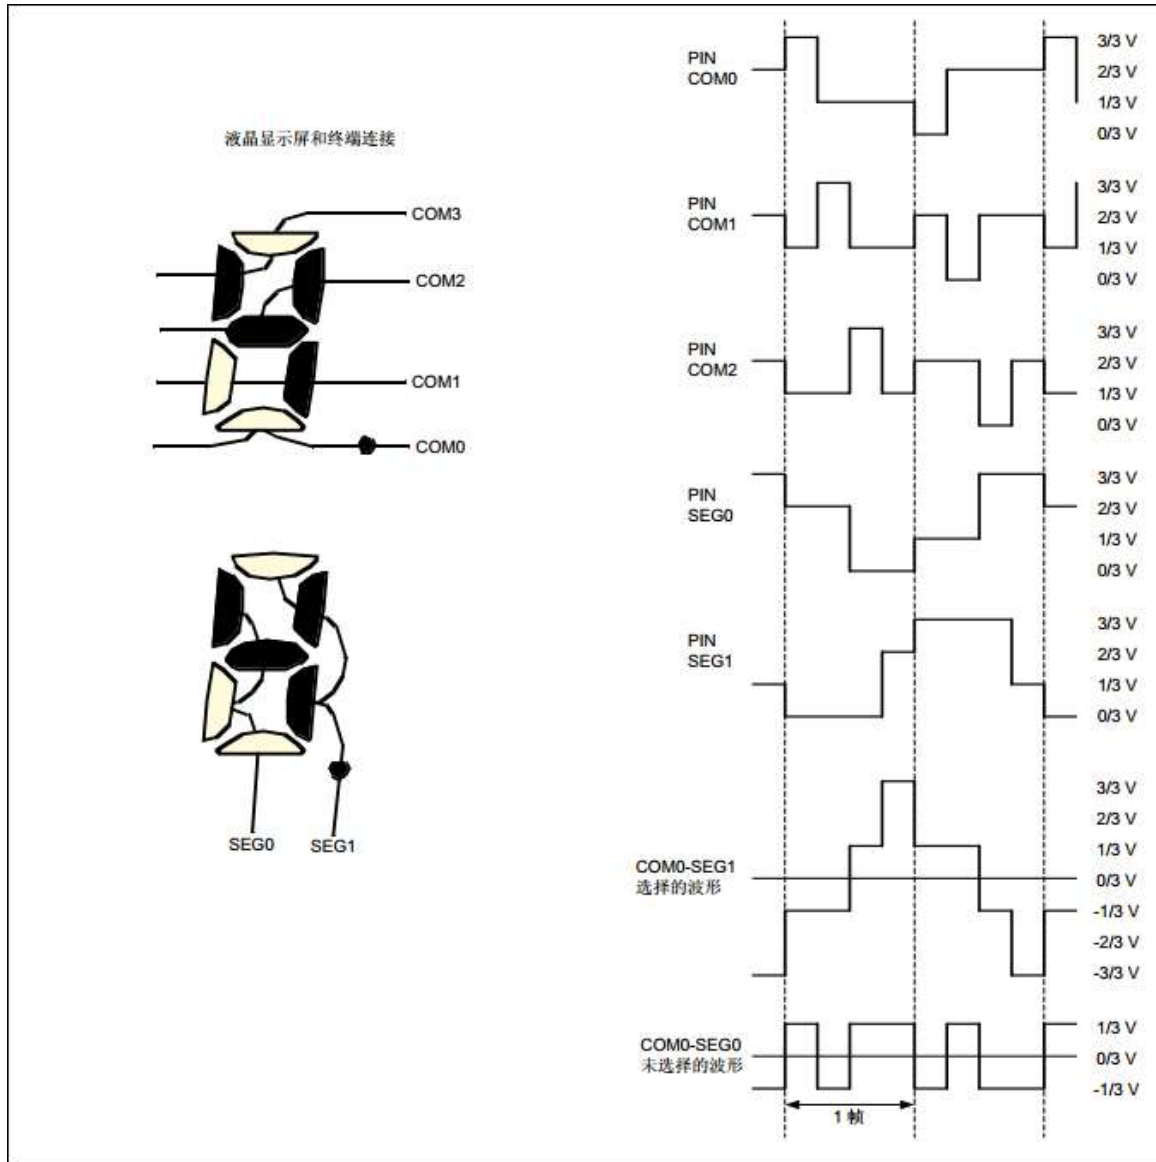 液晶显示屏和终端连接
COM3
COM2
COM1
COM0
SEG0
SEG1
PIN
COM0
3/3 V
2/3 V
1/3 V
0/3 V
PIN
COM1
3/3 V
2/3 V
1/3 V
0/3 V
PIN
COM2
3/3 V
2/3 V
1/3 V
0/3 V
PIN
SEG0
3/3 V
2/3 V
1/3 V
0/3 V
PIN
SEG1
3/3 V
2/3 V
1/3 V
0/3 V
COM0-SEG1
选择的波形
3/3 V
2/3 V
1/3 V
0/3 V
-1/3 V
-2/3 V
-3/3 V
COM0-SEG0
未选择的波形
1/3 V
0/3 V
-1/3 V
1 帧